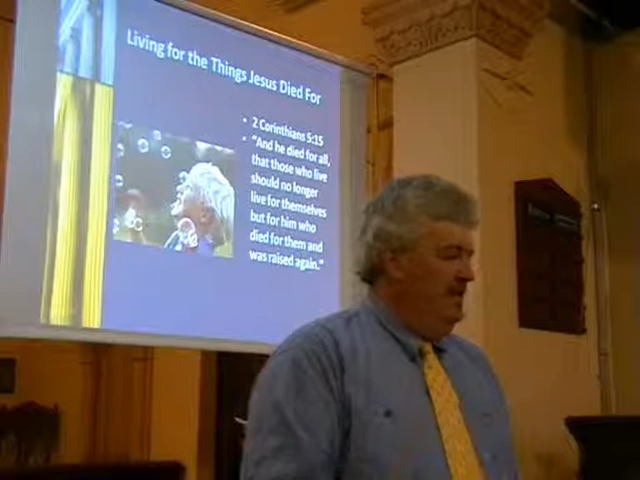 Living for the Things Jesus Died For
• 2 Corinthians 5:15
• "And he died for all,
that those who live
should no longer
live for themselves
but for him who
died for them and
was raised again."